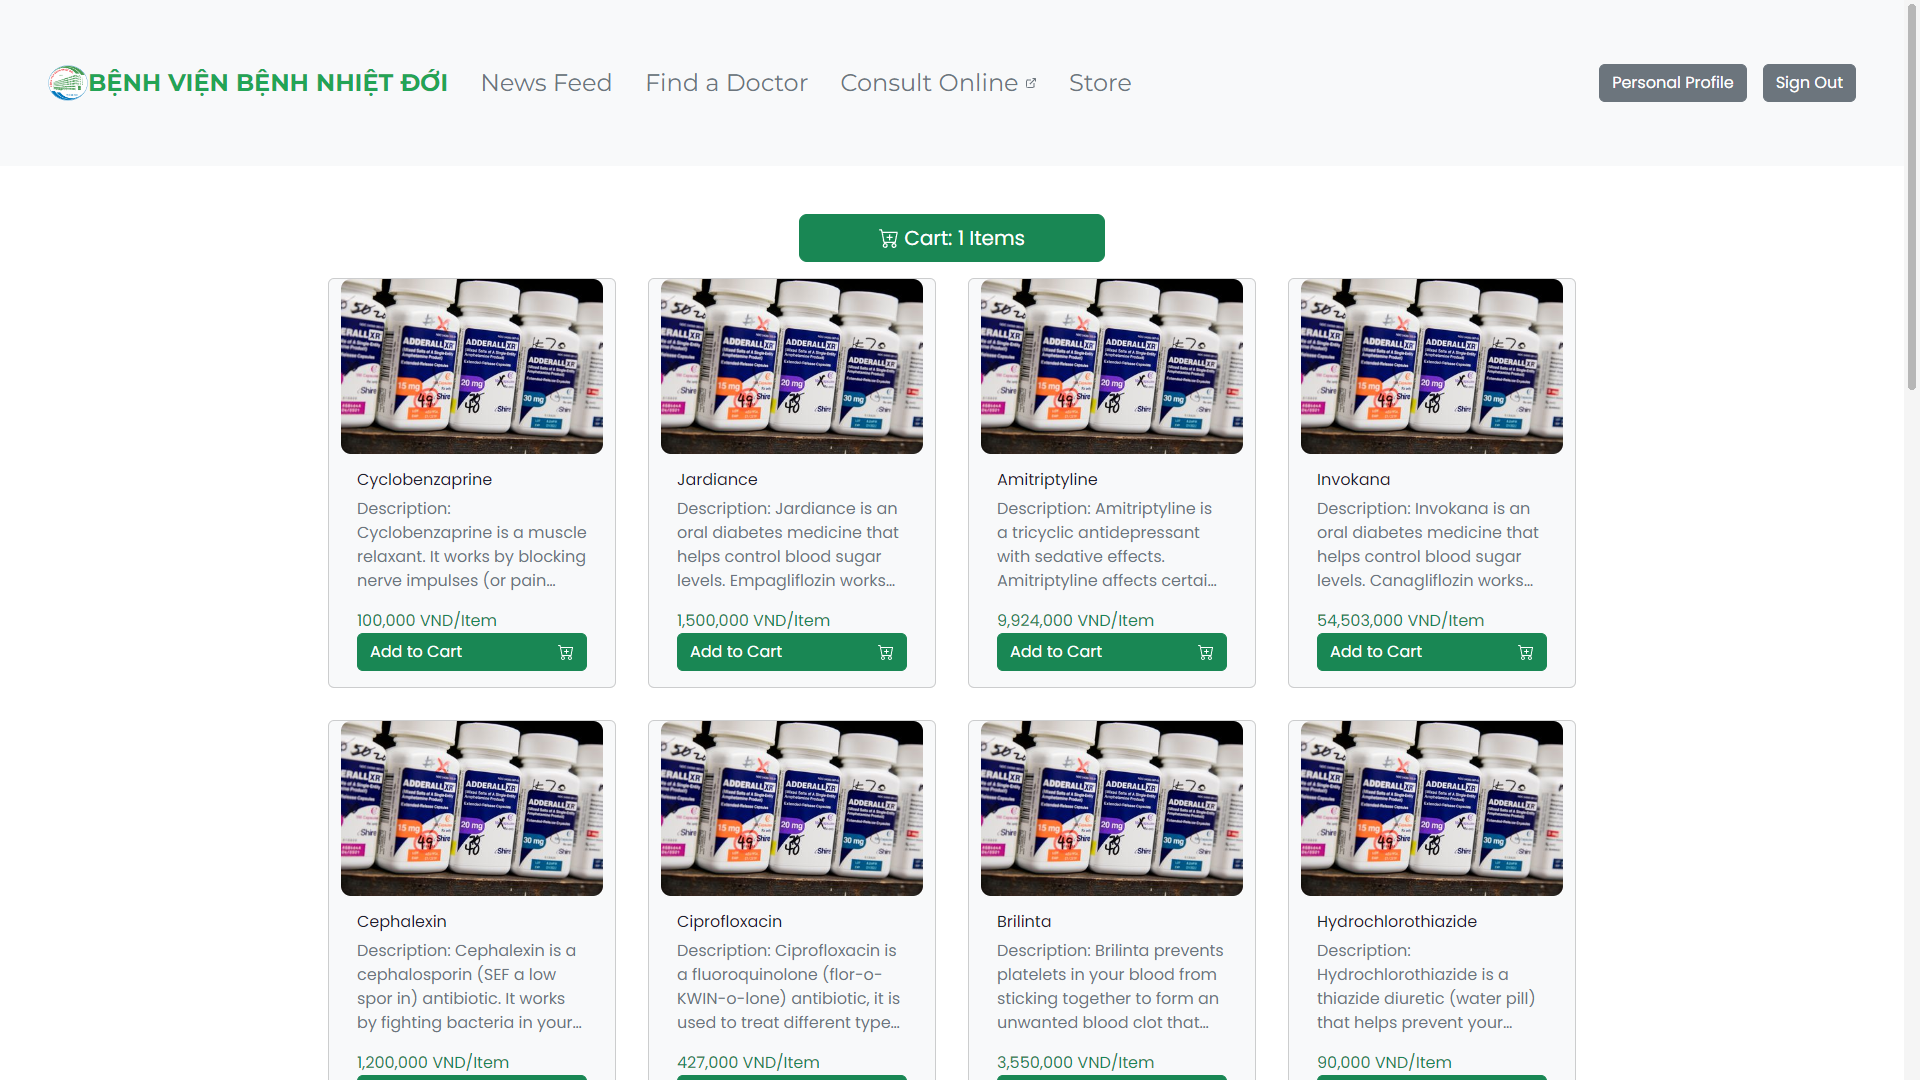 BỆNH VIỆN BỆNH NHIỆT ĐỚI News Feed Find a Doctor Consult Online Store Personal Profile Sign Out
Cart: 1 Items
Cyclobenzaprine
Description:
Cyclobenzaprine is a muscle
relaxant. It works by blocking
nerve impulses (or pain...
100,000 VND/Item
Add to Cart
Jardiance
Description: Jardiance is an
oral diabetes medicine that
helps control blood sugar
levels. Empagliflozin works...
1,500,000 VND/Item
Add to Cart
Amitriptyline
Description: Amitriptyline is
a tricyclic antidepressant
with sedative effects.
Amitriptyline affects certai...
9,924,000 VND/Item
Add to Cart
Invokana
Description: Invokana is an
oral diabetes medicine that
helps control blood sugar
levels. Canagliflozin works...
54,503,000 VND/Item
Add to Cart
Cephalexin
Description: Cephalexin is a
cephalosporin (SEF a low
spor in) antibiotic. It works
by fighting bacteria in your...
1,200,000 VND/Item
Ciprofloxacin
Description: Ciprofloxacin is
a fluoroquinolone (flor-o-
KWIN-o-lone) antibiotic, it is
used to treat different type...
427,000 VND/Item
Brilinta
Description: Brilinta prevents
platelets in your blood from
sticking together to form an
unwanted blood clot that...
3,550,000 VND/Item
Hydrochlorothiazide
Description:
Hydrochlorothiazide is a
thiazide diuretic (water pill)
that helps prevent your...
90,000 VND/Item